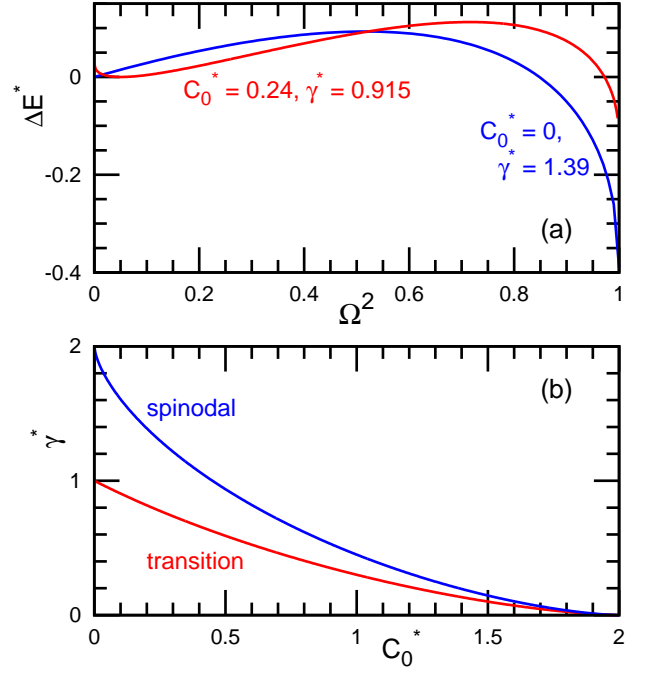 0
-0.2
-0.4
ΔE*
C₀* = 0.24, γ* = 0.915
C₀* = 0,
γ* = 1.39
(a)
0 0.2 0.4 0.6 0.8 1
Ω²
2
1
0
γ*
spinodal
transition
(b)
0 0.5 1 1.5 2
C₀*